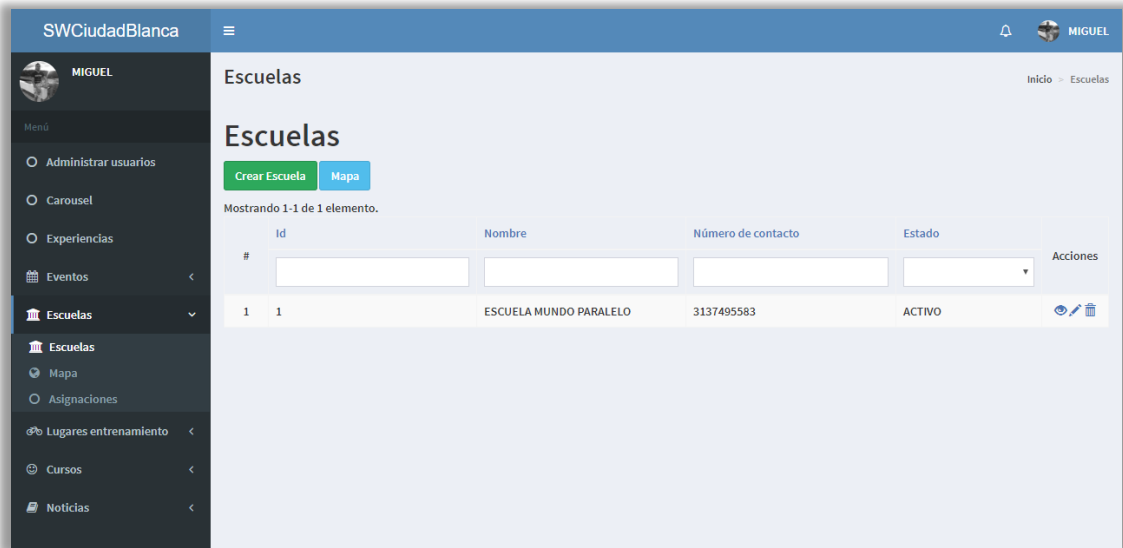 SWCiudadBlanca
MIGUEL
MIGUEL
Menú
Administrar usuarios
Carousel
Experiencias
Eventos
Escuelas
Escuelas
Mapa
Asignaciones
Lugares entrenamiento
Cursos
Noticias
Escuelas
Inicio > Escuelas
Escuelas
Crear Escuela Mapa
Mostrando 1-1 de 1 elemento.
# Id Nombre Número de contacto Estado Acciones
1 1 ESCUELA MUNDO PARALELO 3137495583 ACTIVO